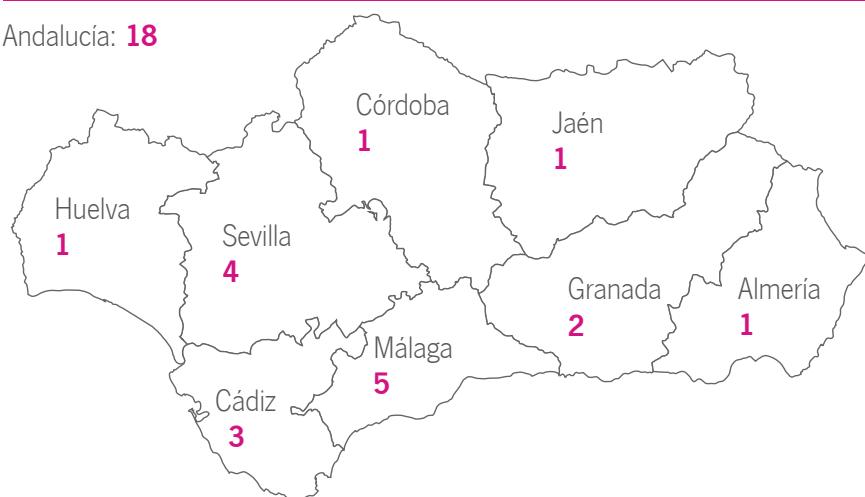 Andalucía: 18
Córdoba
1
Jaén
1
Huelva
1
Sevilla
4
Granada
2
Almería
1
Málaga
5
Cádiz
3